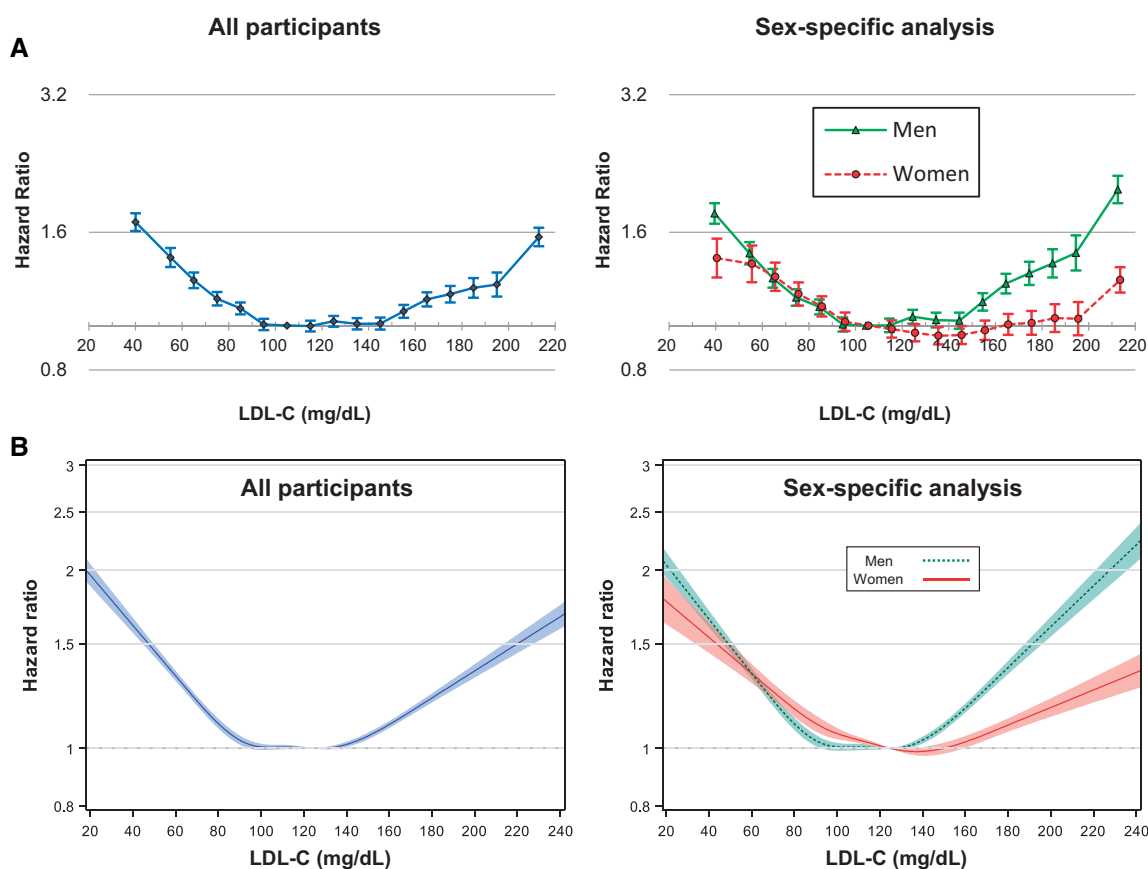 All participants
Sex-specific analysis
A
3.2
1.6
0.8
Hazard Ratio
20 40 60 80 100 120 140 160 180 200 220
LDL-C (mg/dL)
3.2
1.6
0.8
Hazard Ratio
Men
Women
20 40 60 80 100 120 140 160 180 200 220
LDL-C (mg/dL)
B
All participants
3
2.5
2
1.5
1
0.8
Hazard ratio
20 40 60 80 100 120 140 160 180 200 220 240
LDL-C (mg/dL)
Sex-specific analysis
3
2.5
2
1.5
1
0.8
Hazard ratio
Men
Women
20 40 60 80 100 120 140 160 180 200 220 240
LDL-C (mg/dL)